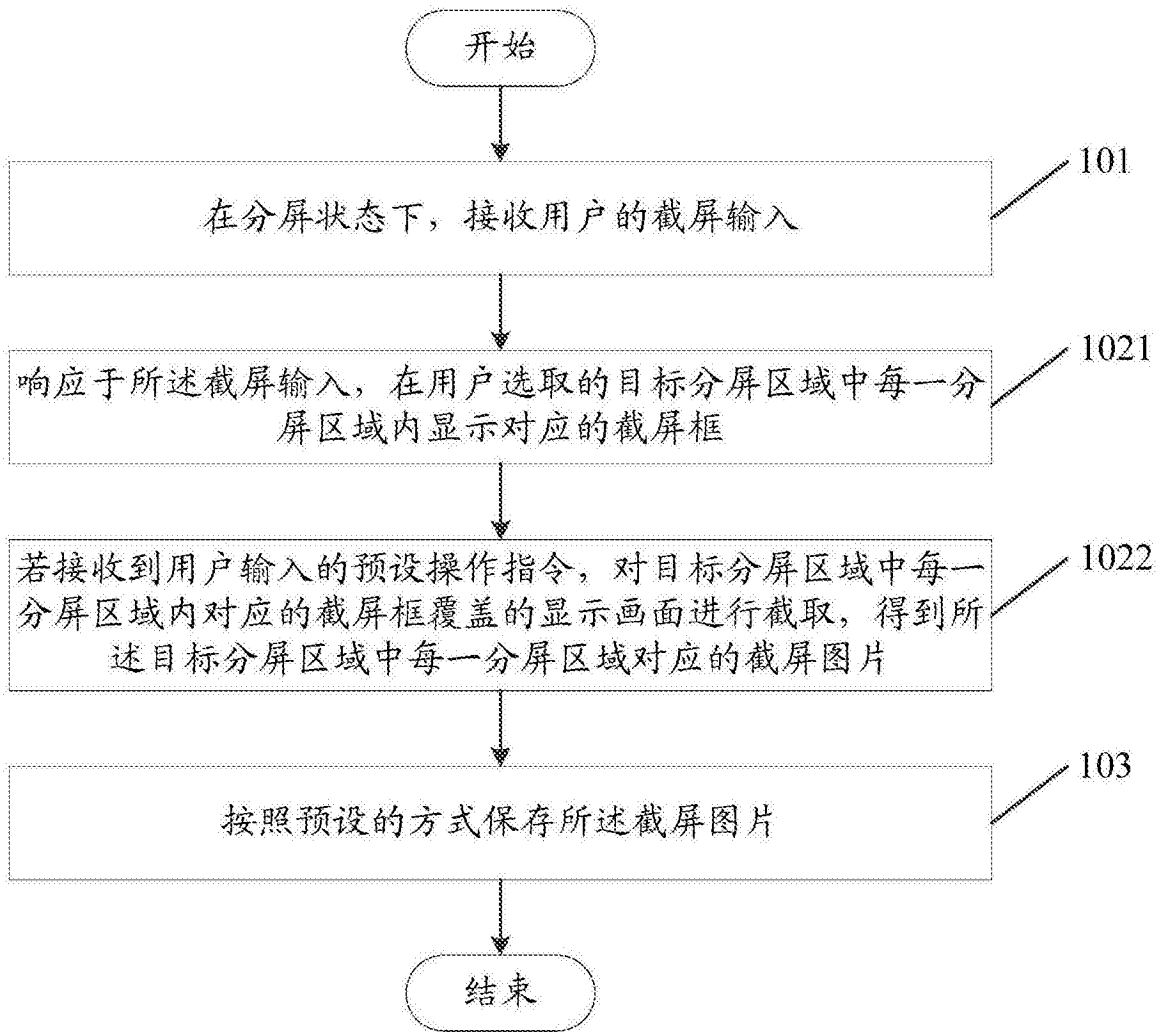 开始
101
在分屏状态下，接收用户的截屏输入
1021
响应于所述截屏输入，在用户选取的目标分屏区域中每一分
屏区域内显示对应的截屏框
1022
若接收到用户输入的预设操作指令，对目标分屏区域中每一
分屏区域内对应的截屏框覆盖的显示画面进行截取，得到所
述目标分屏区域中每一分屏区域对应的截屏图片
103
按照预设的方式保存所述截屏图片
结束